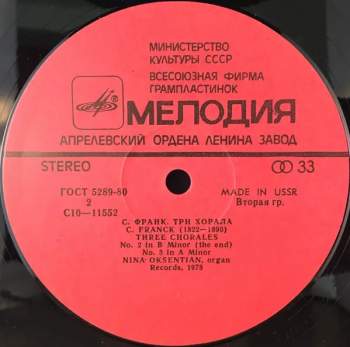 МИНИСТЕРСТВО
КУЛЬТУРЫ СССР
ВСЕСОЮЗНАЯ ФИРМА
ГРАМПЛАСТИНОК
МЕЛОДИЯ
АПРЕЛЕВСКИЙ ОРДЕНА ЛЕНИНА ЗАВОД
STEREO 33
ГОСТ 5289-80 MADE IN USSR
2 Вторая гр.
С10—11552
С. ФРАНК. ТРИ ХОРАЛА
C. FRANCK (1822—1890)
THREE CHORALES
No. 2 in B Minor (the end)
No. 3 in A Minor
NINA OKSENTIAN, organ
Records, 1978